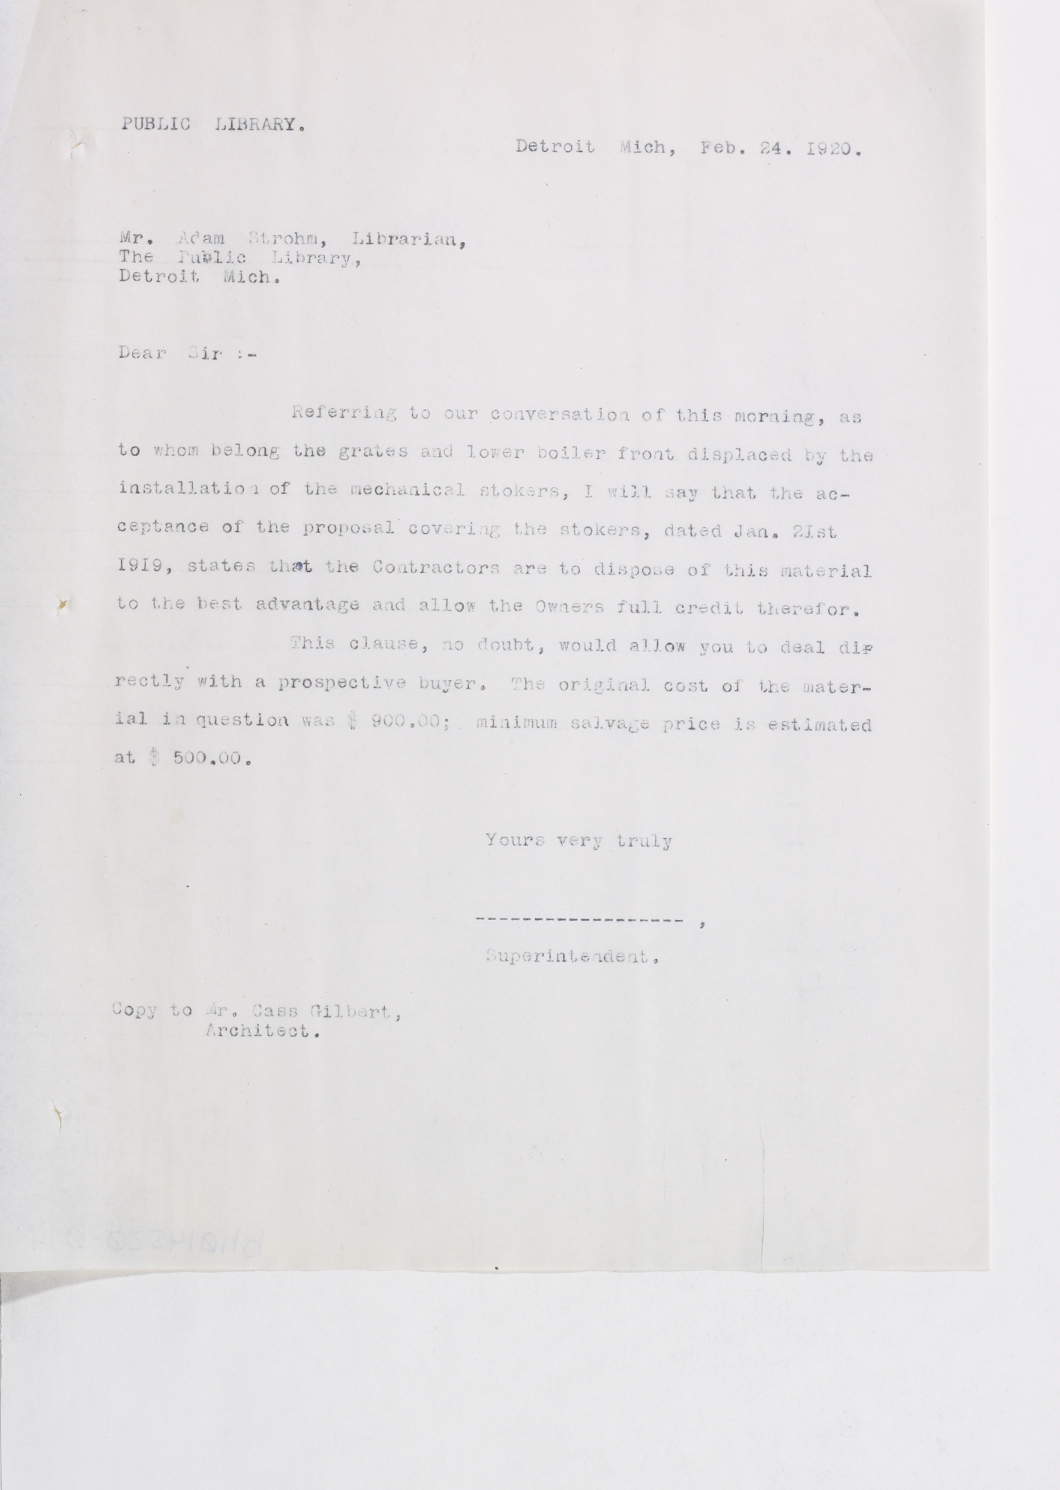 PUBLIC LIBRARY.
Detroit Mich, Feb. 24. I920.
Mr. Adam Strohm, Librarian,
The Public Library,
Detroit Mich.
Dear Sir :-
Referring to our conversation of this morning, as
to whom belong the grates and lower boiler front displaced by the
installation of the mechanical stokers, I will say that the ac-
ceptance of the proposal covering the stokers, dated Jan. 2Ist
I9I9, states that the Contractors are to dispose of this material
to the best advantage and allow the Owners full credit therefor.
This clause, no doubt, would allow you to deal dir
rectly with a prospective buyer. The original cost of the mater-
ial in question was $ 900.00; minimum salvage price is estimated
at $ 500.00.
Yours very truly
------------------ ,
Superintendent.
Copy to Mr. Cass Gilbert,
Architect.